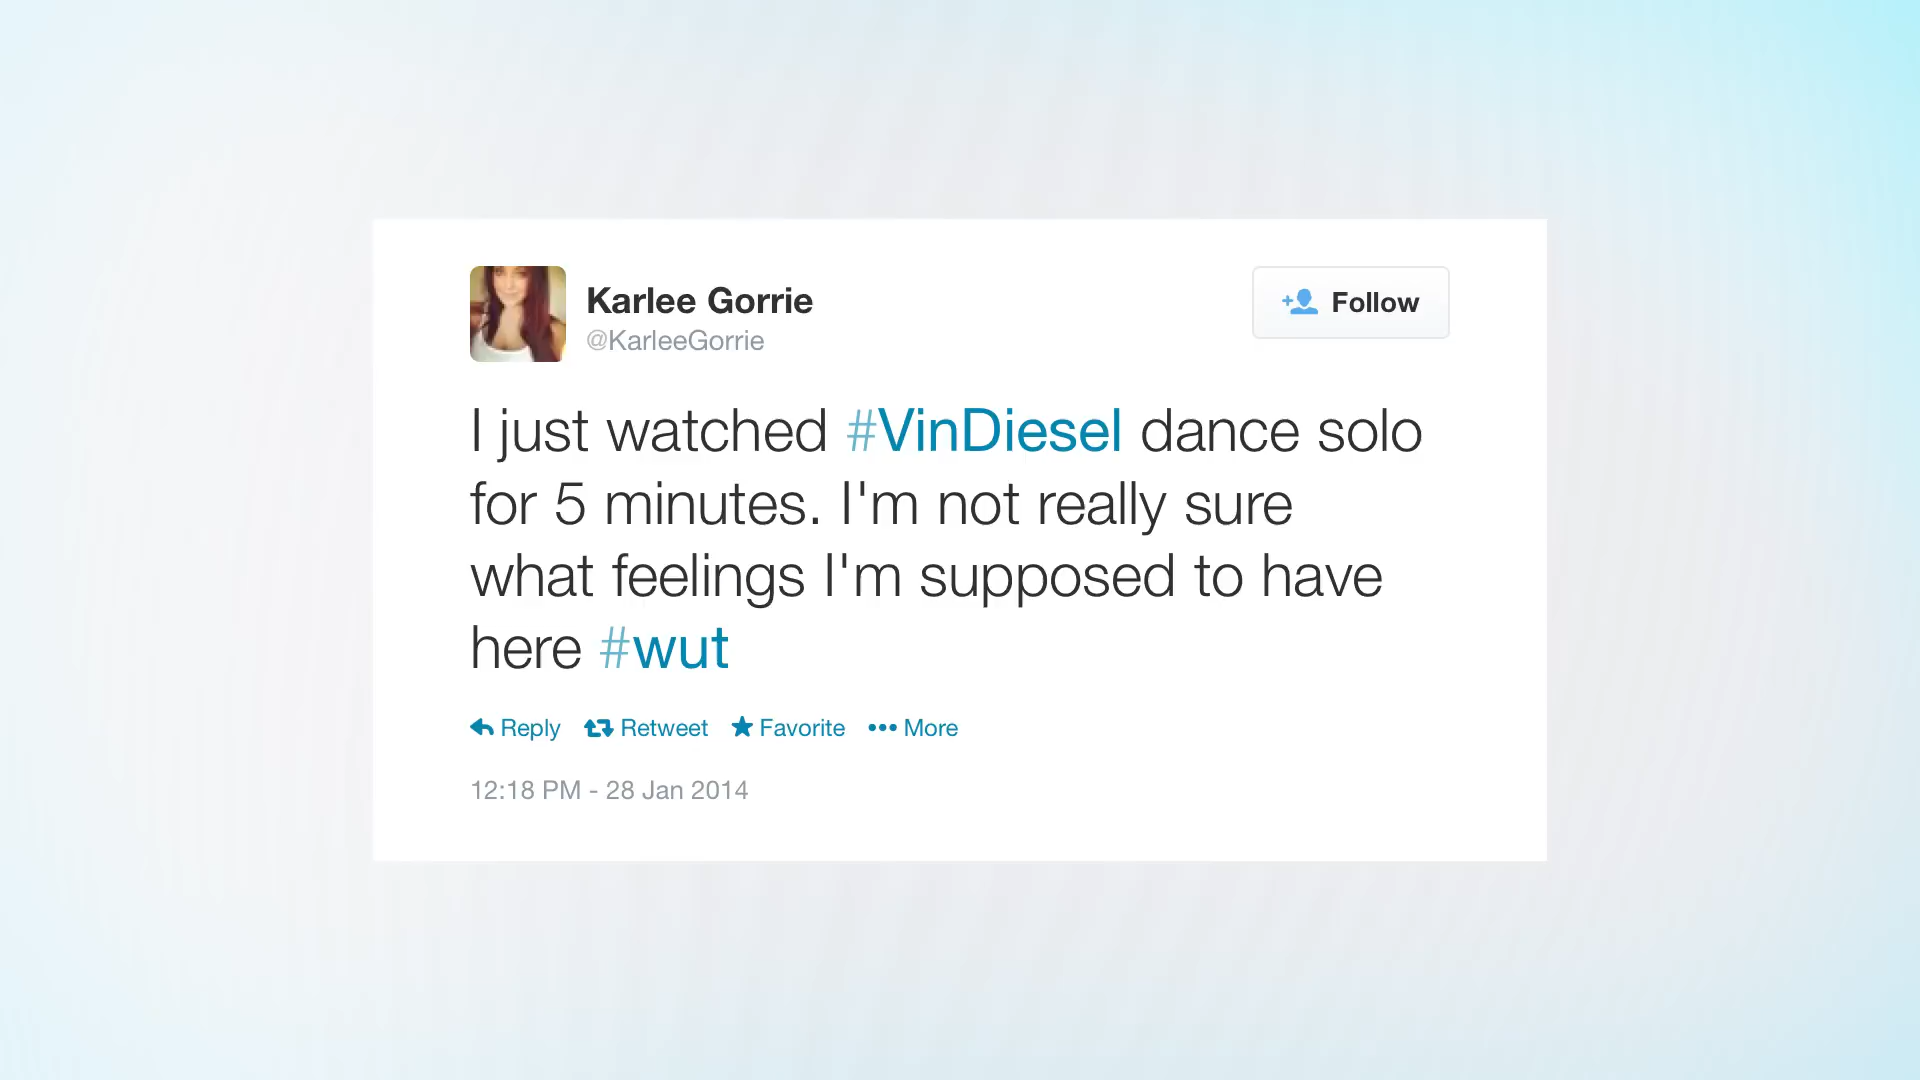 Karlee Gorrie
@KarleeGorrie
Follow
I just watched #VinDiesel dance solo
for 5 minutes. I'm not really sure
what feelings I'm supposed to have
here #wut
Reply Retweet Favorite More
12:18 PM - 28 Jan 2014